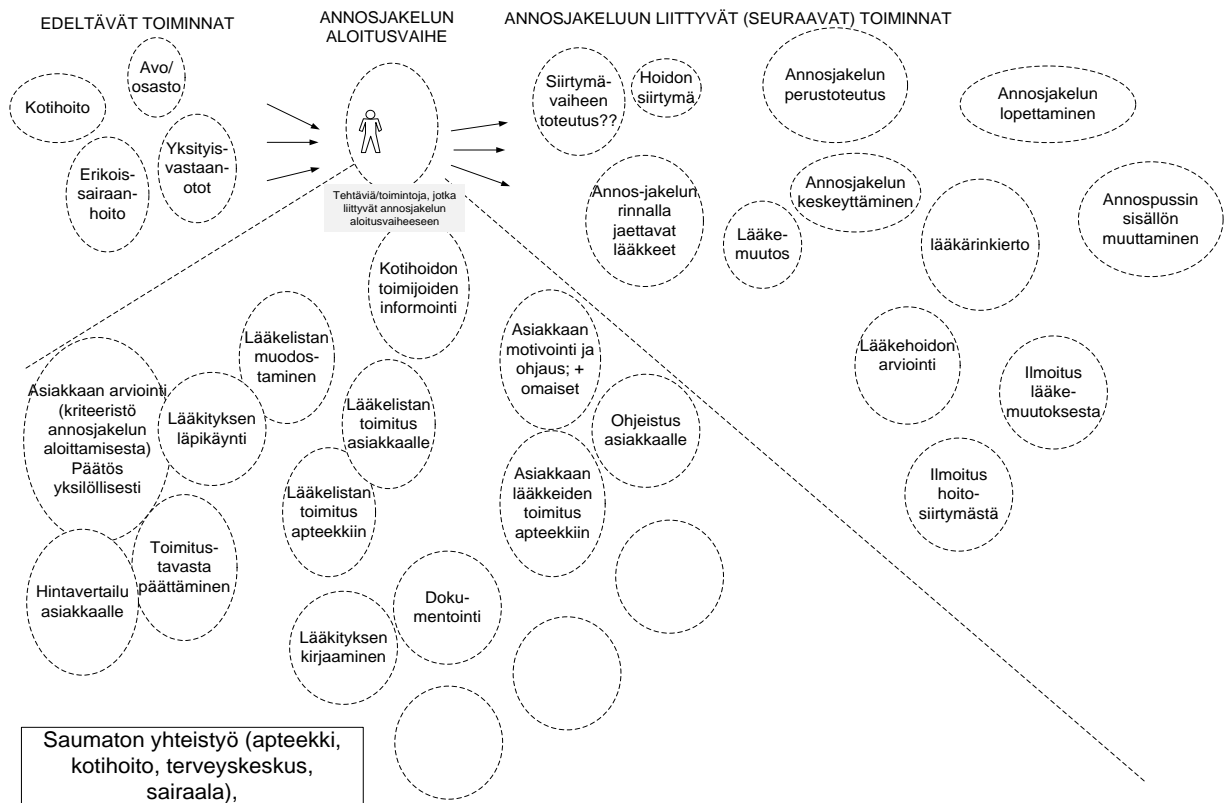 EDELTÄVÄT TOIMINNAT
ANNOSJAKELUN
ALOITUSVAIHE
ANNOSJAKELUUN LIITTYVÄT (SEURAAVAT) TOIMINNAT
Kotihoito
Avo/
osasto
Erikois-
sairaan-
hoito
Yksityis-
vastaan-
otot
Tehtäviä/toimintoja, jotka
liittyvät annosjakelun
aloitusvaiheeseen
Siirtymä-
vaiheen
toteutus??
Hoidon
siirtymä
Annosjakelun
perustoteutus
Annosjakelun
lopettaminen
Annos-jakelun
rinnalla
jaettavat
lääkkeet
Lääke-
muutos
Annosjakelun
keskeyttäminen
lääkärinkierto
Annospussin
sisällön
muuttaminen
Lääkehoidon
arviointi
Ilmoitus
lääke-
muutoksesta
Ilmoitus
hoito-
siirtymästä
Kotihoidon
toimijoiden
informointi
Lääkelistan
muodos-
taminen
Asiakkaan
motivointi ja
ohjaus; +
omaiset
Asiakkaan arviointi
(kriteeristö
annosjakelun
aloittamisesta)
Päätös
yksilöllisesti
Lääkityksen
läpikäynti
Lääkelistan
toimitus
asiakkaalle
Ohjeistus
asiakkaalle
Lääkelistan
toimitus
apteekkiin
Asiakkaan
lääkkeiden
toimitus
apteekkiin
Toimitus-
tavasta
päättäminen
Hintavertailu
asiakkaalle
Doku-
mentointi
Lääkityksen
kirjaaminen
Saumaton yhteistyö (apteekki,
kotihoito, terveyskeskus,
sairaala),